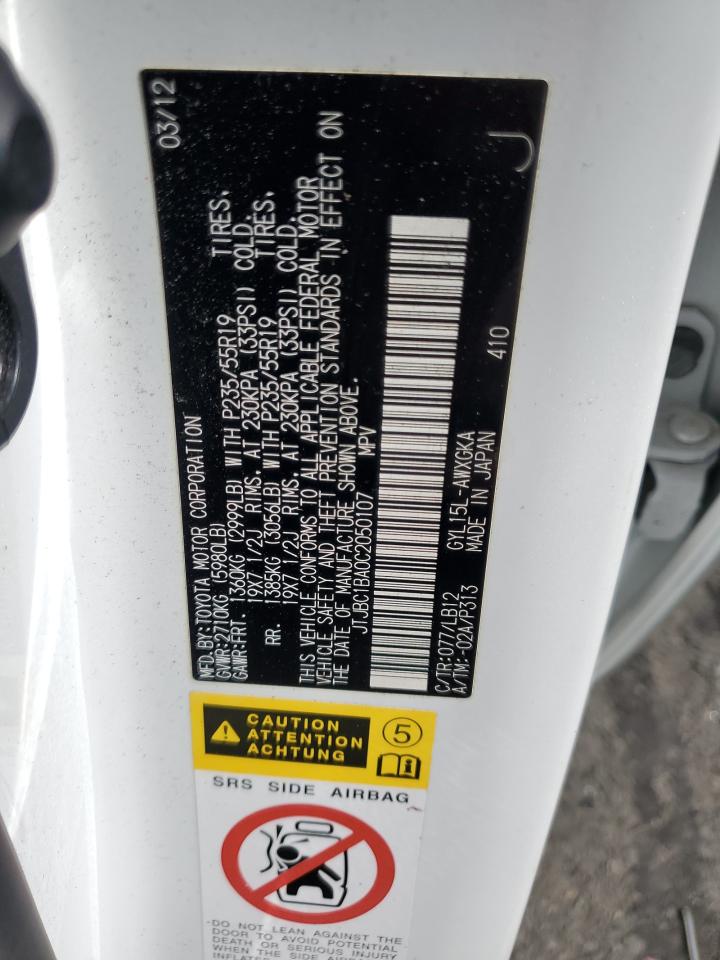 MFD.BY:TOYOTA MOTOR CORPORATION 03/12
GVWR:2710KG (5980LB)
GAWR:FRT. 1360KG (2999LB) WITH P235/55R19 TIRES.
19X7 1/2J RIMS. AT 230KPA (33PSI) COLD.
RR. 1385KG (3056LB) WITH P235/55R19 TIRES.
19X7 1/2J RIMS. AT 230KPA (33PSI) COLD.
THIS VEHICLE CONFORMS TO ALL APPLICABLE FEDERAL MOTOR
VEHICLE SAFETY AND THEFT PREVENTION STANDARDS IN EFFECT ON
THE DATE OF MANUFACTURE SHOWN ABOVE.
JTJBC1BA0C2050107 MPV
C/TR:077/LB12 GYL15L-AWXGKA 410
A/TM:-02A/P313 MADE IN JAPAN
J
CAUTION
ATTENTION
ACHTUNG
5
SRS SIDE AIRBAG
-DO NOT LEAN AGAINST THE
DOOR TO AVOID POTENTIAL
DEATH OR SERIOUS INJURY
WHEN THE SIDE
INFLATES